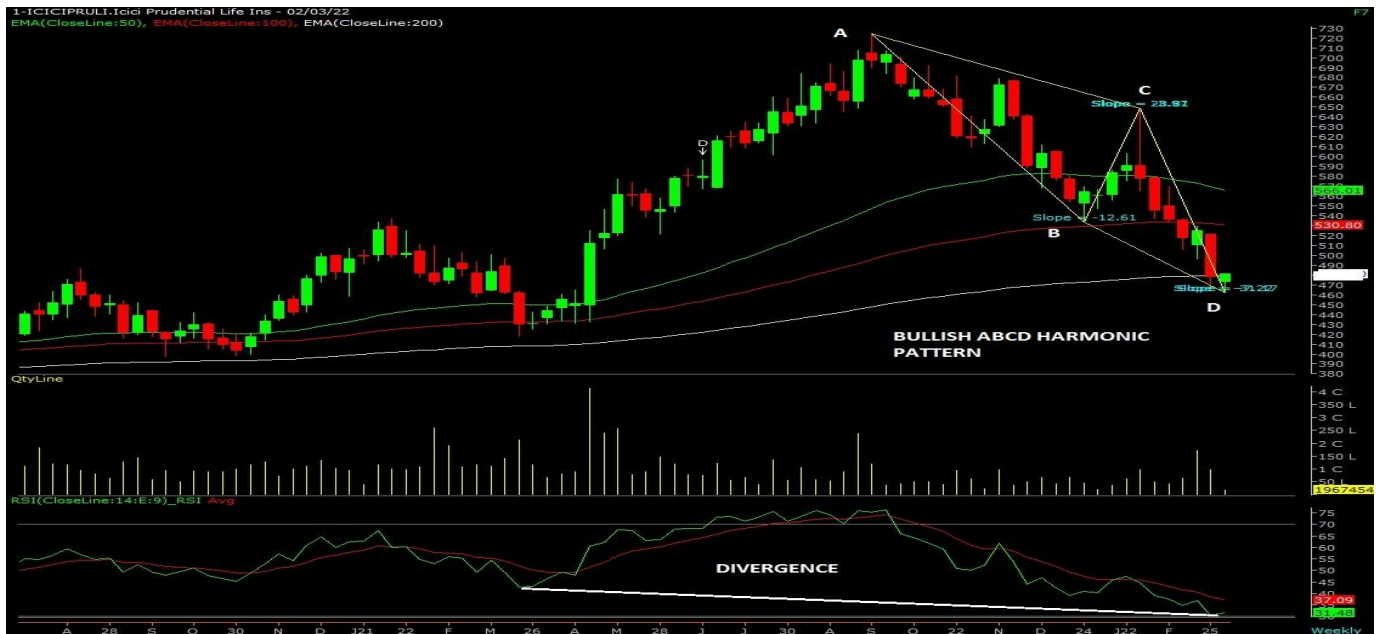 1-ICICIPRULI.Icici Prudential Life Ins - 02/03/22
F7
EMA(CloseLine:50), EMA(CloseLine:100), EMA(CloseLine:200)
A
C
Slope =
D
Slope = -12.61
B
D
BULLISH ABCD HARMONIC
PATTERN
730
720
710
700
690
680
670
660
650
640
630
620
610
600
590
580
570
566.01
560
550
540
530.80
520
510
500
490
470
460
450
440
430
420
410
400
390
380
QtyLine
4 C
350 L
3 C
250 L
2 C
150 L
1 C
50 L
1967454
RSI(CloseLine:14:E:9)_RSI Avg
DIVERGENCE
75
70
65
60
55
50
45
40
37.09
31.48
A 28 S O 30 N D J21 22 F M 26 A M 28 J J 30 A S O 22 N D 24 J22 F 25
Weekly